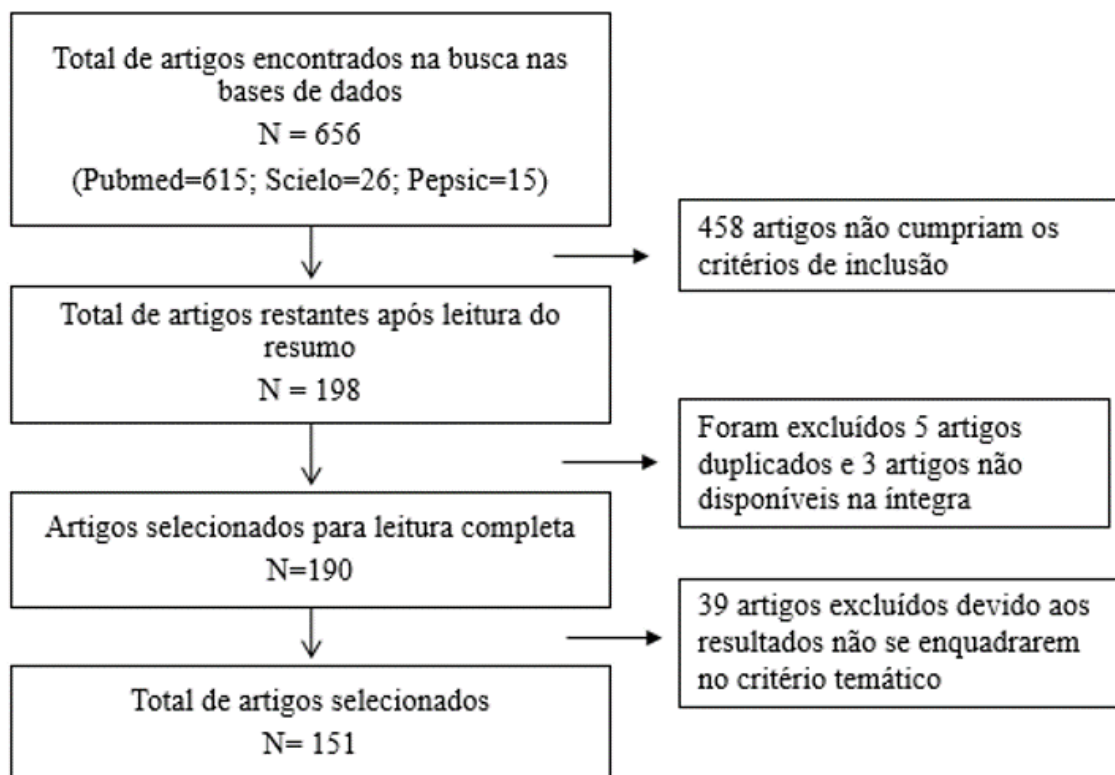 Total de artigos encontrados na busca nas
bases de dados
N = 656
(Pubmed=615; Scielo=26; Pepsic=15)
458 artigos não cumpriam os
critérios de inclusão
Total de artigos restantes após leitura do
resumo
N = 198
Foram excluídos 5 artigos
duplicados e 3 artigos não
disponíveis na íntegra
Artigos selecionados para leitura completa
N=190
39 artigos excluídos devido aos
resultados não se enquadrarem
no critério temático
Total de artigos selecionados
N= 151